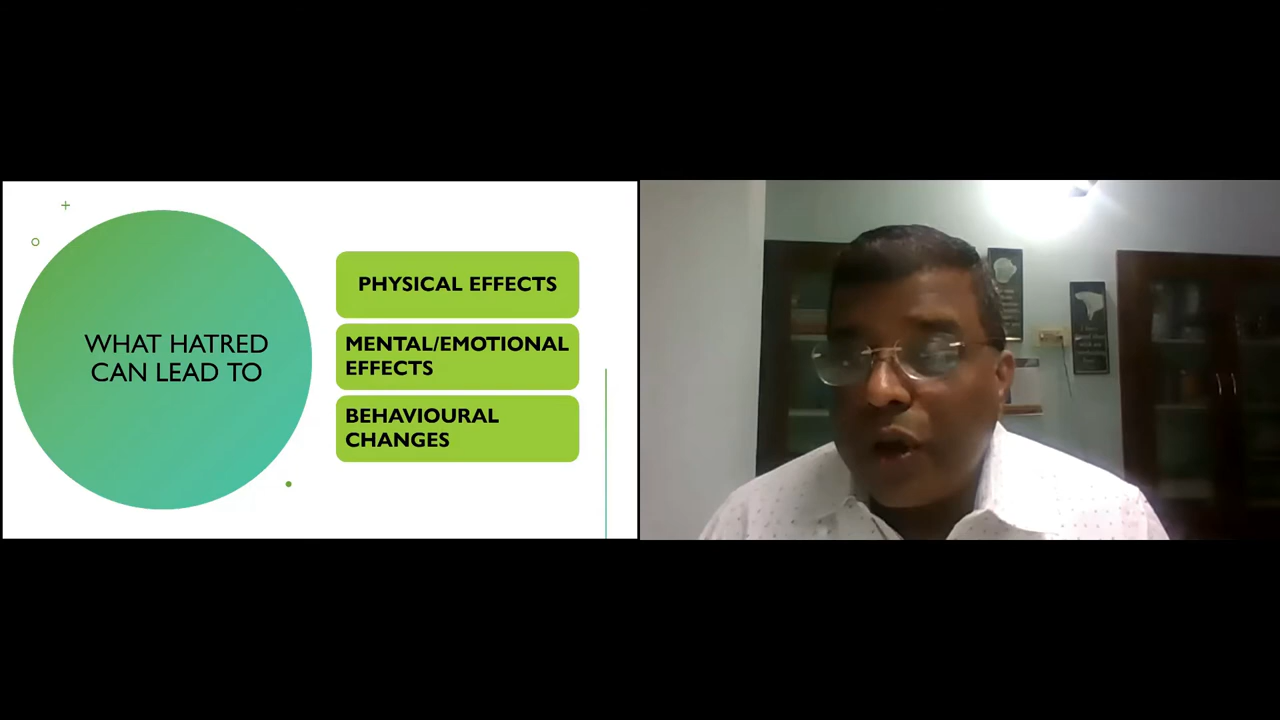 WHAT HATRED
CAN LEAD TO
PHYSICAL EFFECTS
MENTAL/EMOTIONAL
EFFECTS
BEHAVIOURAL
CHANGES